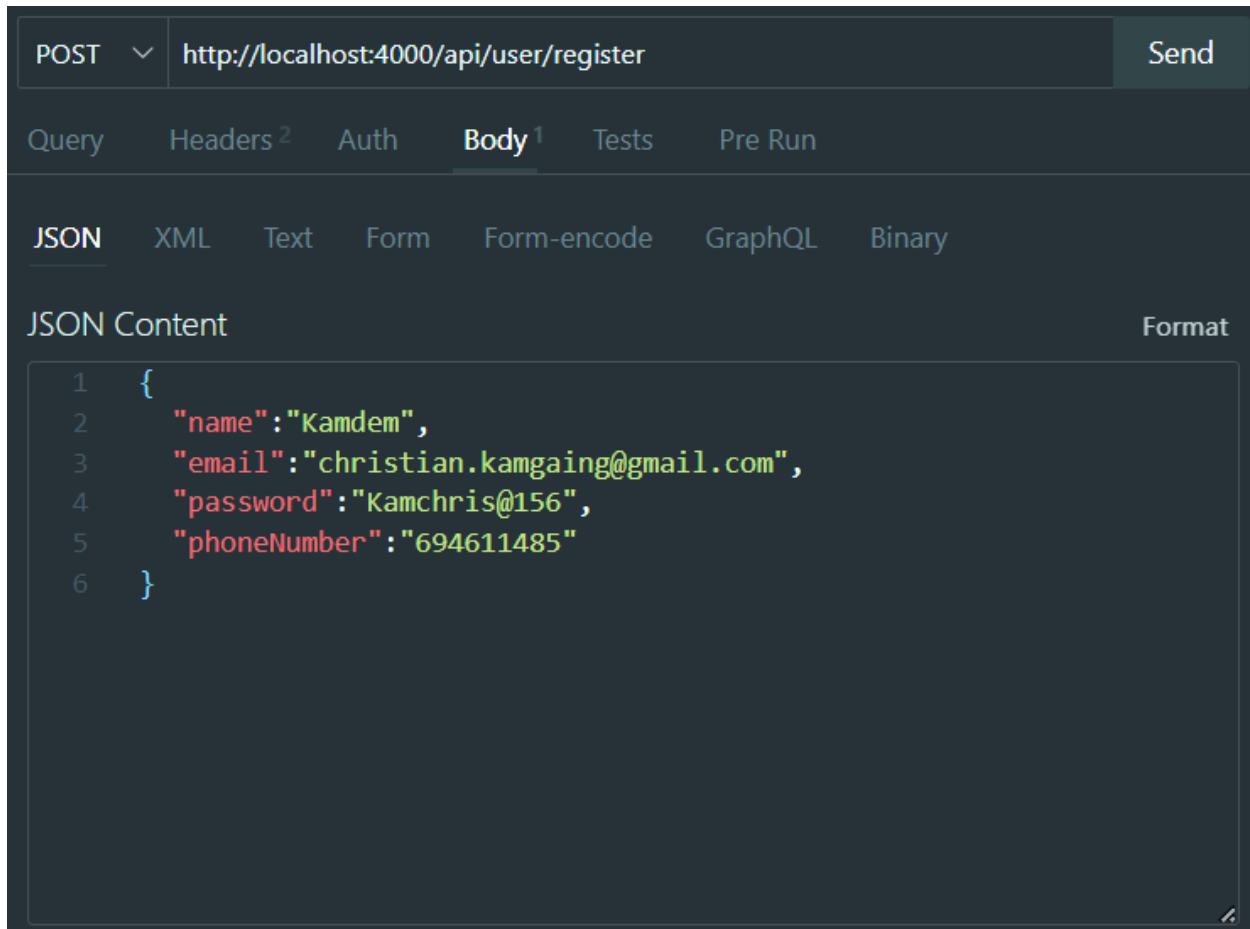 POST http://localhost:4000/api/user/register Send
Query Headers 2 Auth Body 1 Tests Pre Run
JSON XML Text Form Form-encode GraphQL Binary
JSON Content Format
1 {
2 "name":"Kamdem",
3 "email":"christian.kamgaing@gmail.com",
4 "password":"Kamchris@156",
5 "phoneNumber":"694611485"
6 }